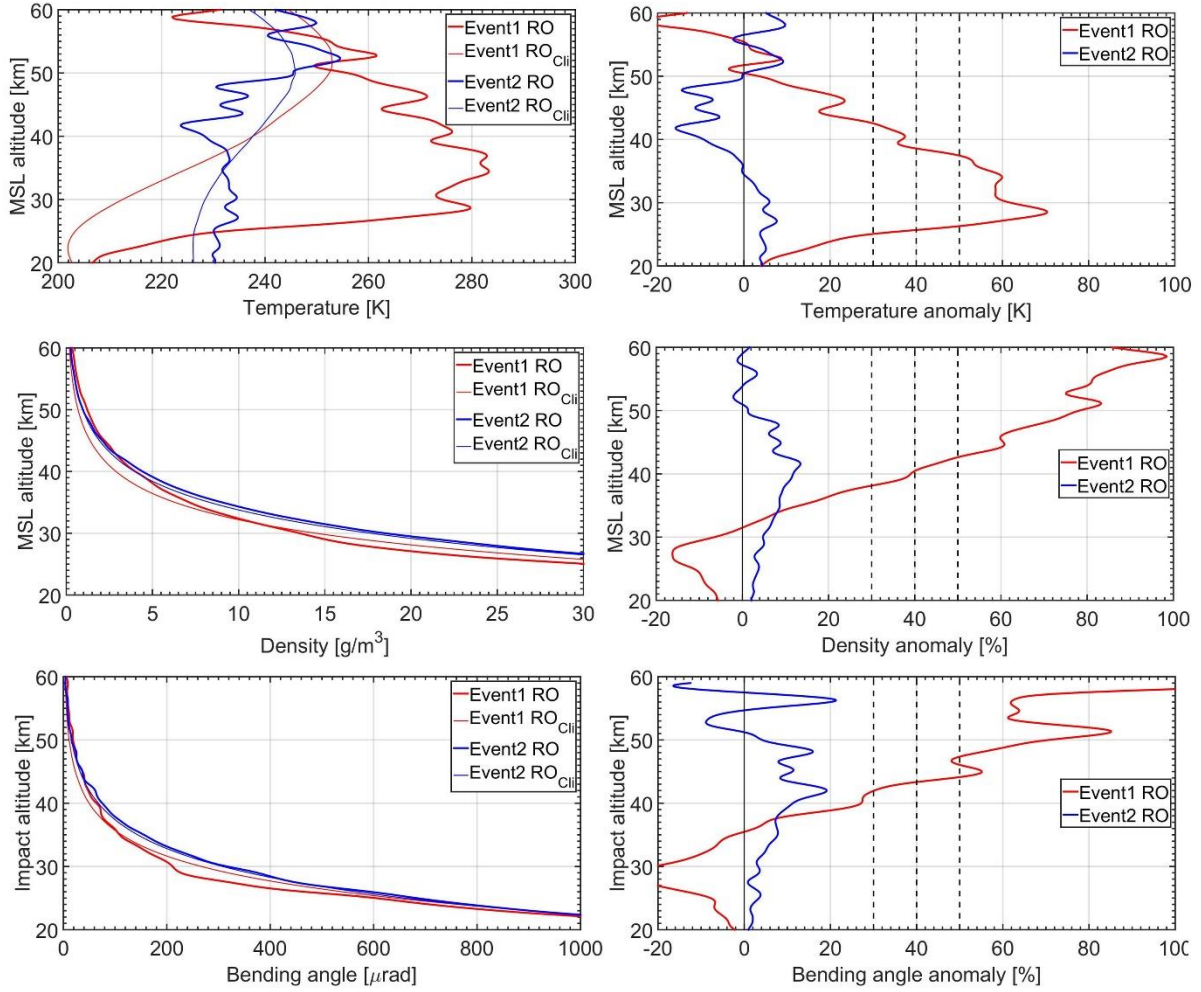 60
50
40
30
20
MSL altitude [km]
200 220 240 260 280 300
Temperature [K]
Event1 RO
Event1 RO_Cli
Event2 RO
Event2 RO_Cli
60
50
40
30
20
MSL altitude [km]
-20 0 20 40 60 80 100
Temperature anomaly [K]
Event1 RO
Event2 RO
60
50
40
30
20
MSL altitude [km]
0 5 10 15 20 25 30
Density [g/m³]
Event1 RO
Event1 RO_Cli
Event2 RO
Event2 RO_Cli
60
50
40
30
20
MSL altitude [km]
-20 0 20 40 60 80 100
Density anomaly [%]
Event1 RO
Event2 RO
60
50
40
30
20
Impact altitude [km]
0 200 400 600 800 1000
Bending angle [μrad]
Event1 RO
Event1 RO_Cli
Event2 RO
Event2 RO_Cli
60
50
40
30
20
Impact altitude [km]
-20 0 20 40 60 80 100
Bending angle anomaly [%]
Event1 RO
Event2 RO